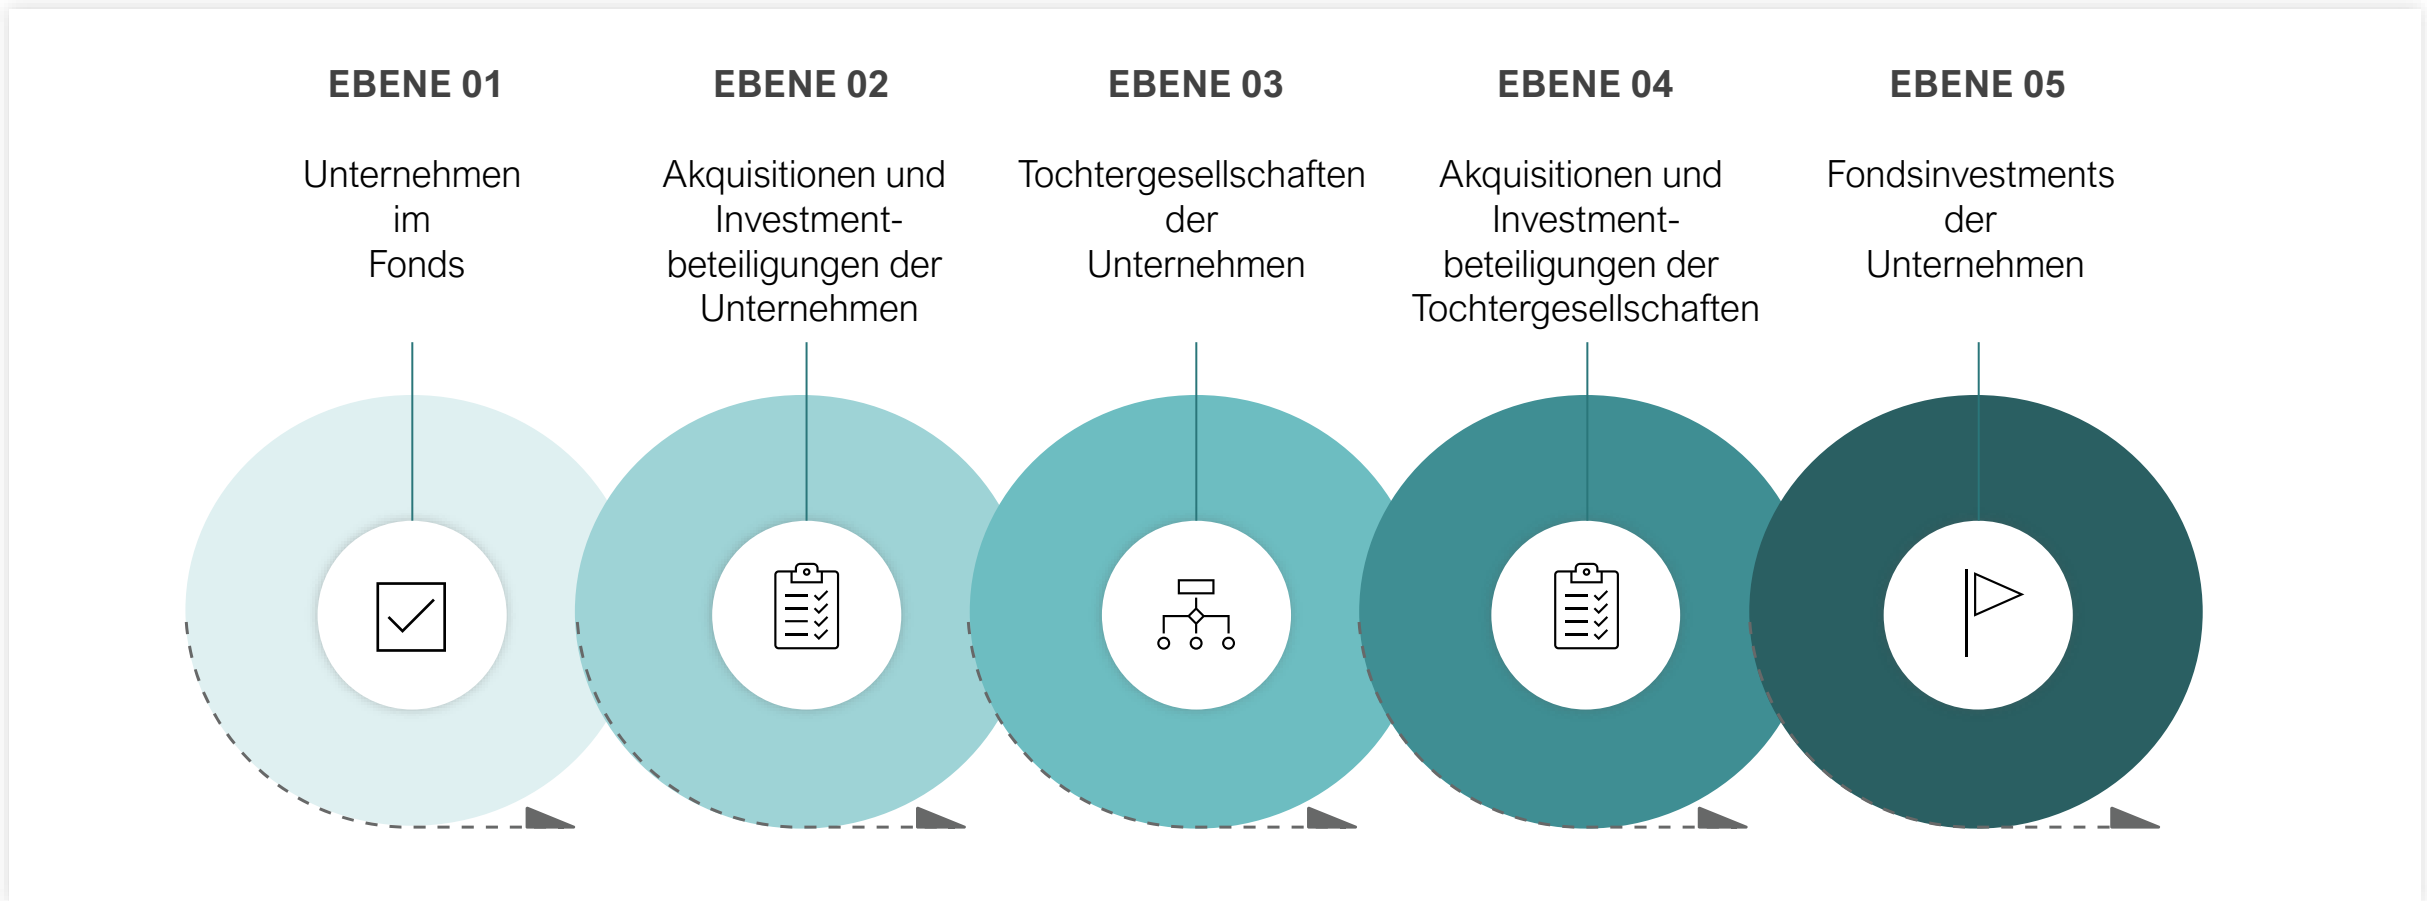 EBENE 01
Unternehmen
im
Fonds
EBENE 02
Akquisitionen und
Investment-
beteiligungen der
Unternehmen
EBENE 03
Tochtergesellschaften
der
Unternehmen
EBENE 04
Akquisitionen und
Investment-
beteiligungen der
Tochtergesellschaften
EBENE 05
Fondsinvestments
der
Unternehmen